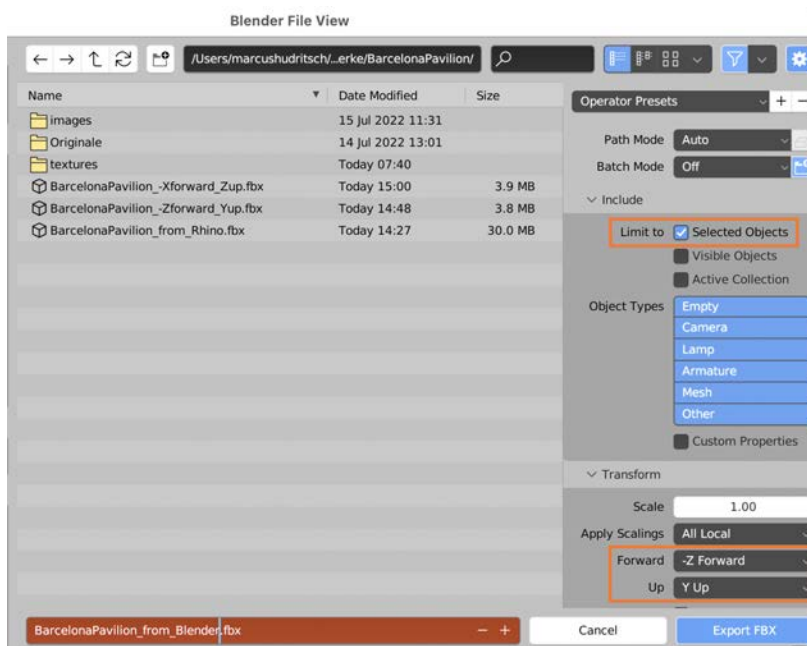 Blender File View
/Users/marcushudritsch/...erke/BarcelonaPavilion/
Name Date Modified Size
images 15 Jul 2022 11:31
Originale 14 Jul 2022 13:01
textures Today 07:40
BarcelonaPavilion_-Xforward_Zup.fbx Today 15:00 3.9 MB
BarcelonaPavilion_-Zforward_Yup.fbx Today 14:48 3.8 MB
BarcelonaPavilion_from_Rhino.fbx Today 14:27 30.0 MB
Operator Presets
Path Mode Auto
Batch Mode Off
Include
Limit to Selected Objects
Visible Objects
Active Collection
Object Types Empty
Camera
Lamp
Armature
Mesh
Other
Custom Properties
Transform
Scale 1.00
Apply Scalings All Local
Forward -Z Forward
Up Y Up
BarcelonaPavilion_from_Blender.fbx
Cancel Export FBX